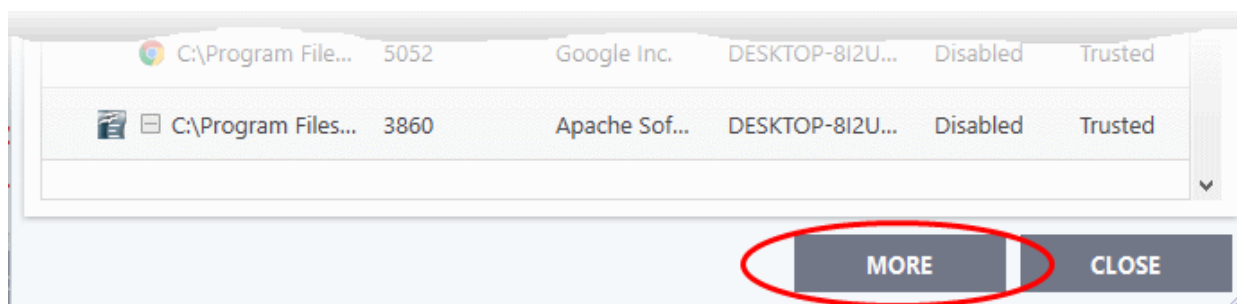 C:\Program File... 5052 Google Inc. DESKTOP-8I2U... Disabled Trusted
C:\Program Files... 3860 Apache Sof... DESKTOP-8I2U... Disabled Trusted
MORE CLOSE